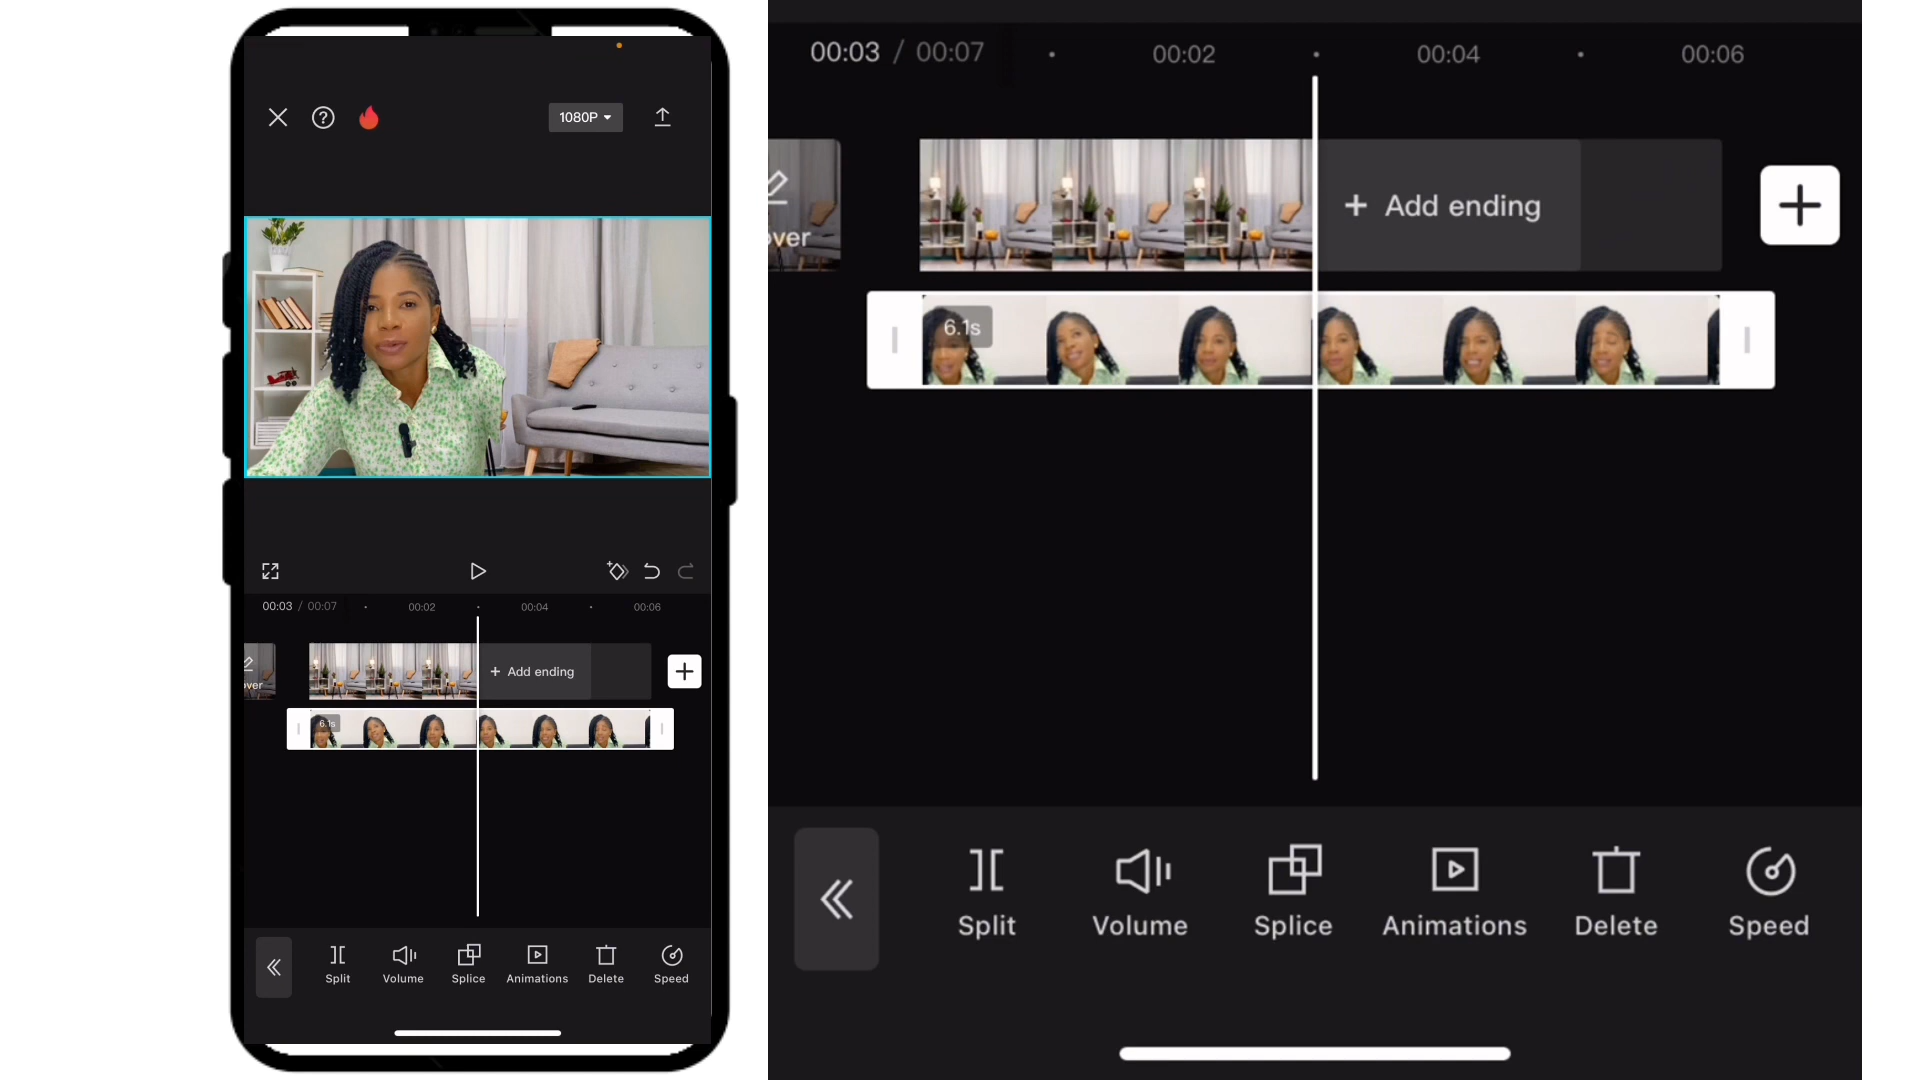 1080P
00:03 / 00:07
00:02
00:04
00:06
over
+ Add ending
6.1s
Split
Volume
Splice
Animations
Delete
Speed
00:03 / 00:07
00:02
00:04
00:06
over
+ Add ending
6.1s
Split
Volume
Splice
Animations
Delete
Speed